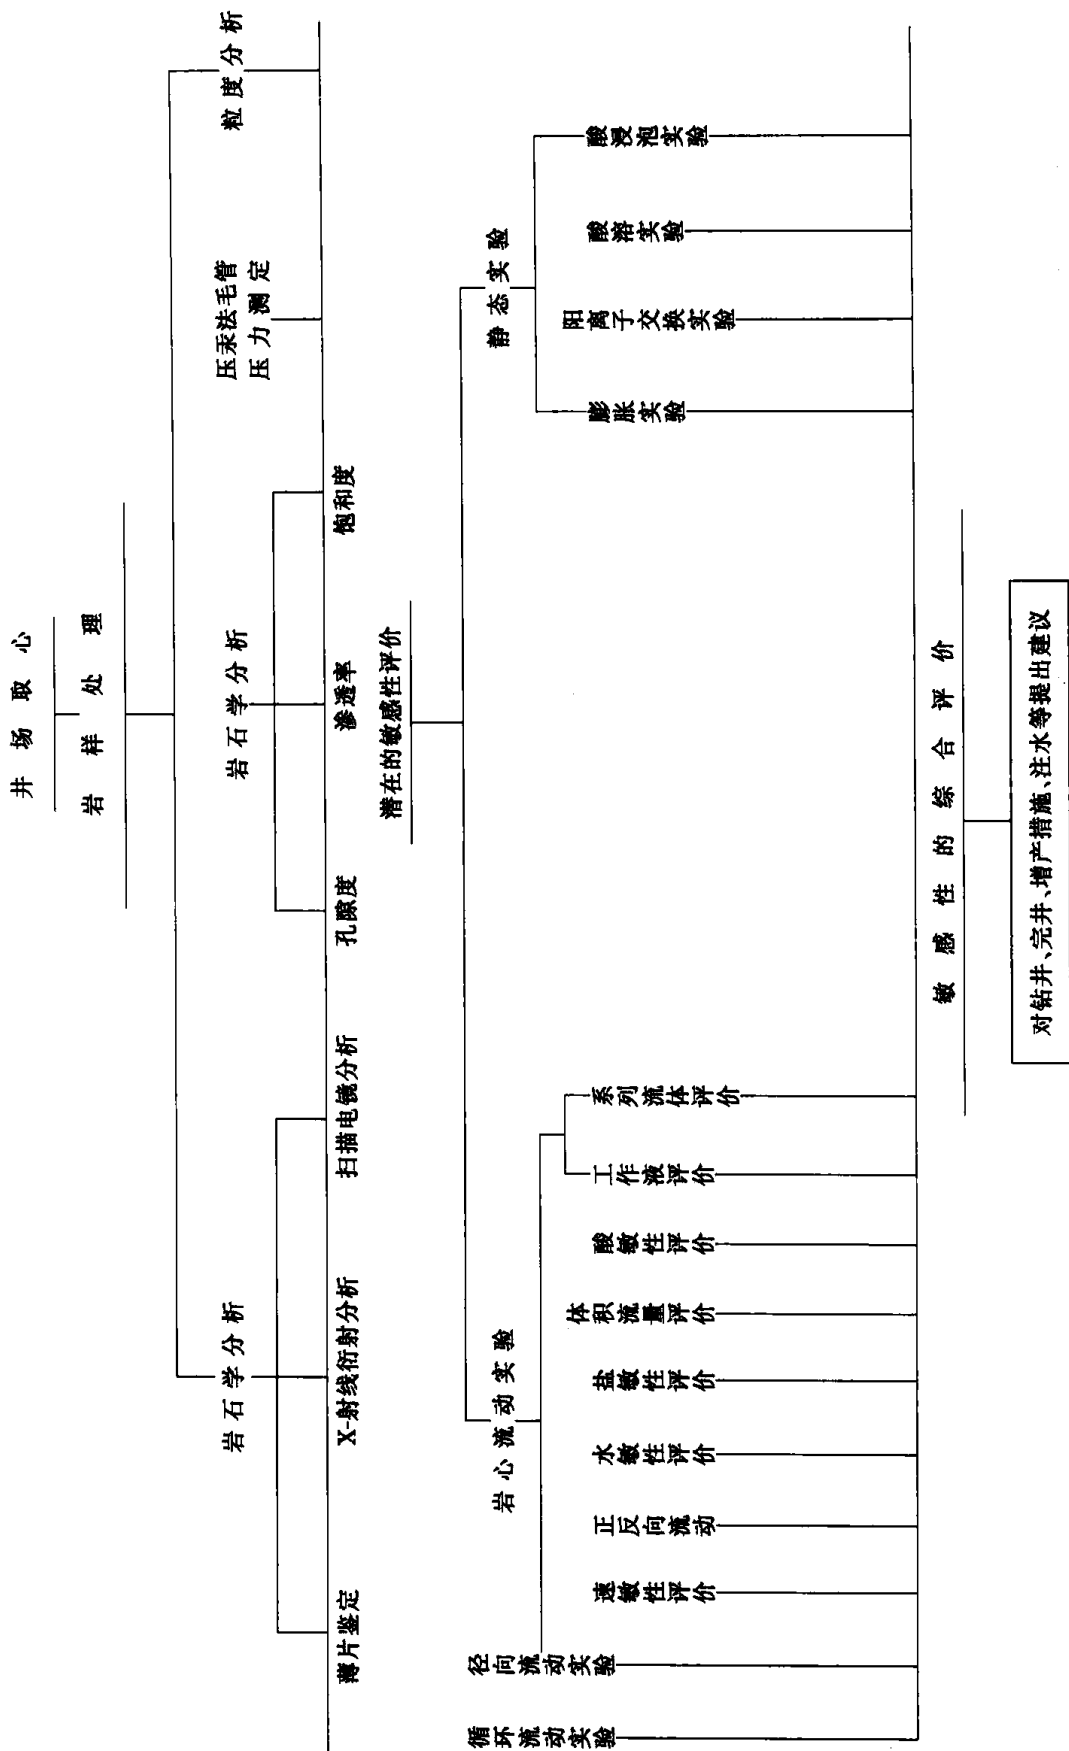 井场取心
岩样处理
岩石学分析
岩石学分析
压汞法毛管
压力测定
粒度分析
薄片鉴定
X-射线衍射分析
扫描电镜分析
孔隙度
渗透率
饱和度
潜在的敏感性评价
岩心流动实验
静态实验
循环流动实验
径向流动实验
速敏性评价
正反向流动
水敏性评价
盐敏性评价
体积流量评价
酸敏性评价
工作液评价
系列流体评价
膨胀实验
阳离子交换实验
酸溶实验
酸浸泡实验
敏感性的综合评价
对钻井、完井、增产措施、注水等提出建议